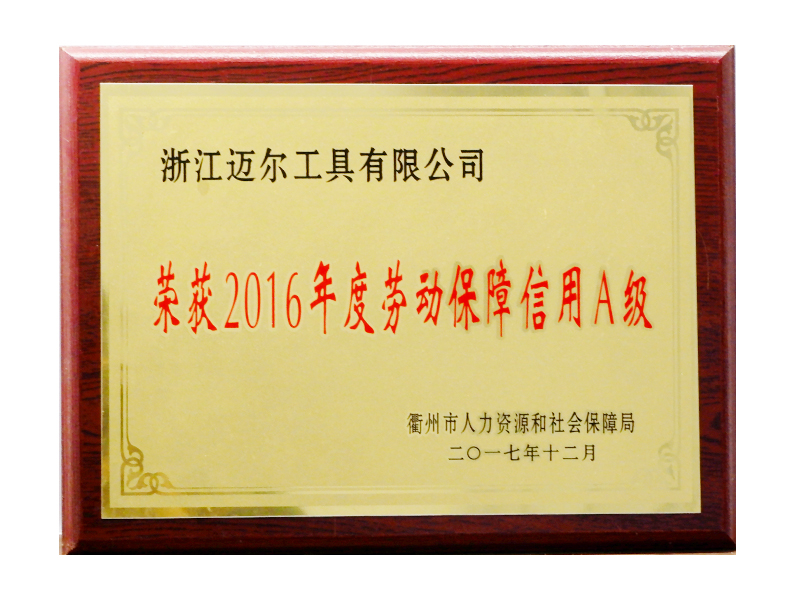 浙江迈尔工具有限公司
荣获2016年度劳动保障信用A级
衢州市人力资源和社会保障局
二〇一七年十二月